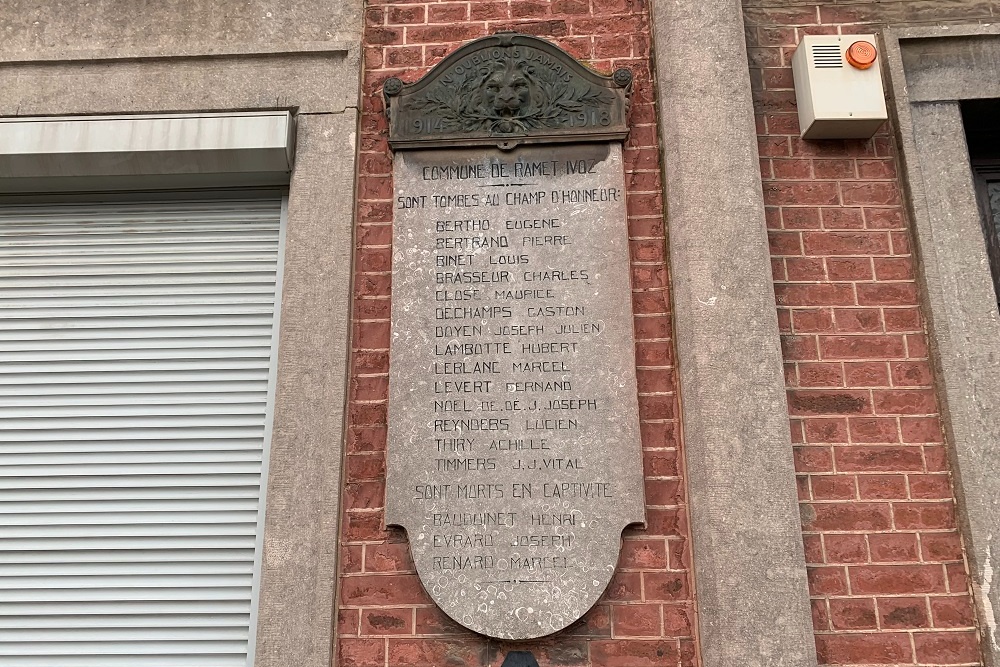 N'OUBLIONS JAMAIS
1914 1918
COMMUNE DE RAMET IVOZ
SONT TOMBES AU CHAMP D'HONNEUR:
BERTHO EUGENE
BERTRAND PIERRE
BINET LOUIS
BRASSEUR CHARLES
CLOSE MAURICE
DECHAMPS GASTON
DOYEN JOSEPH JULIEN
LAMBOTTE HUBERT
LEBLANC MARCEL
LEVERT FERNAND
NOEL DE.DE.J.JOSEPH
REYNDERS LUCIEN
THIRY ACHILLE
TIMMERS J.J.VITAL
SONT MORTS EN CAPTIVITE
BAUDUINET HENRI
EVRARD JOSEPH
RENARD MARCEL